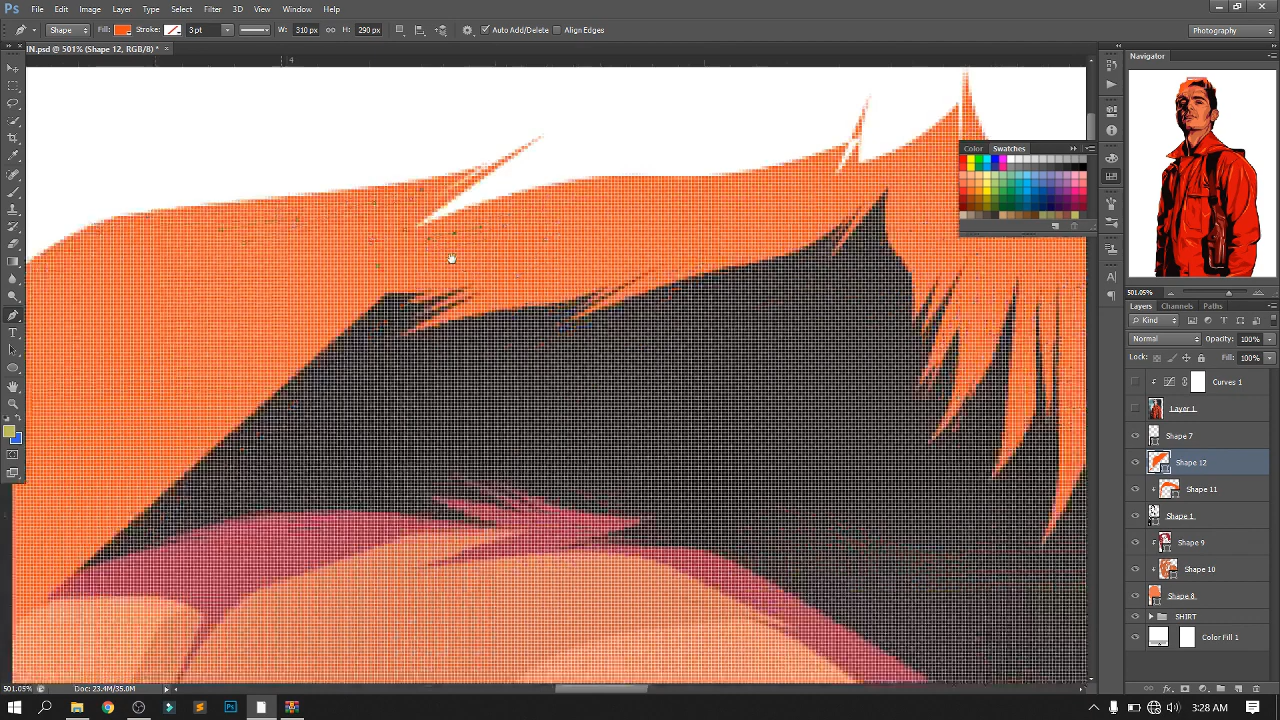 Ps File Edit Image Layer Type Select Filter 3D View Window Help
Shape Fill: Stroke: 3 pt W: 310 px H: 290 px Auto Add/Delete Align Edges Photography
IN.psd @ 501% (Shape 12, RGB/8) * ×
4
Navigator
Color Swatches
501.05%
Layers Channels Paths
Kind
Normal Opacity: 100%
Lock: Fill: 100%
Curves 1
Layer 1
Shape 7
Shape 12
Shape 11
Shape 1
Shape 9
Shape 10
Shape 8
SHIRT
Color Fill 1
501.05% Doc: 23.4M/35.0M
3:28 AM